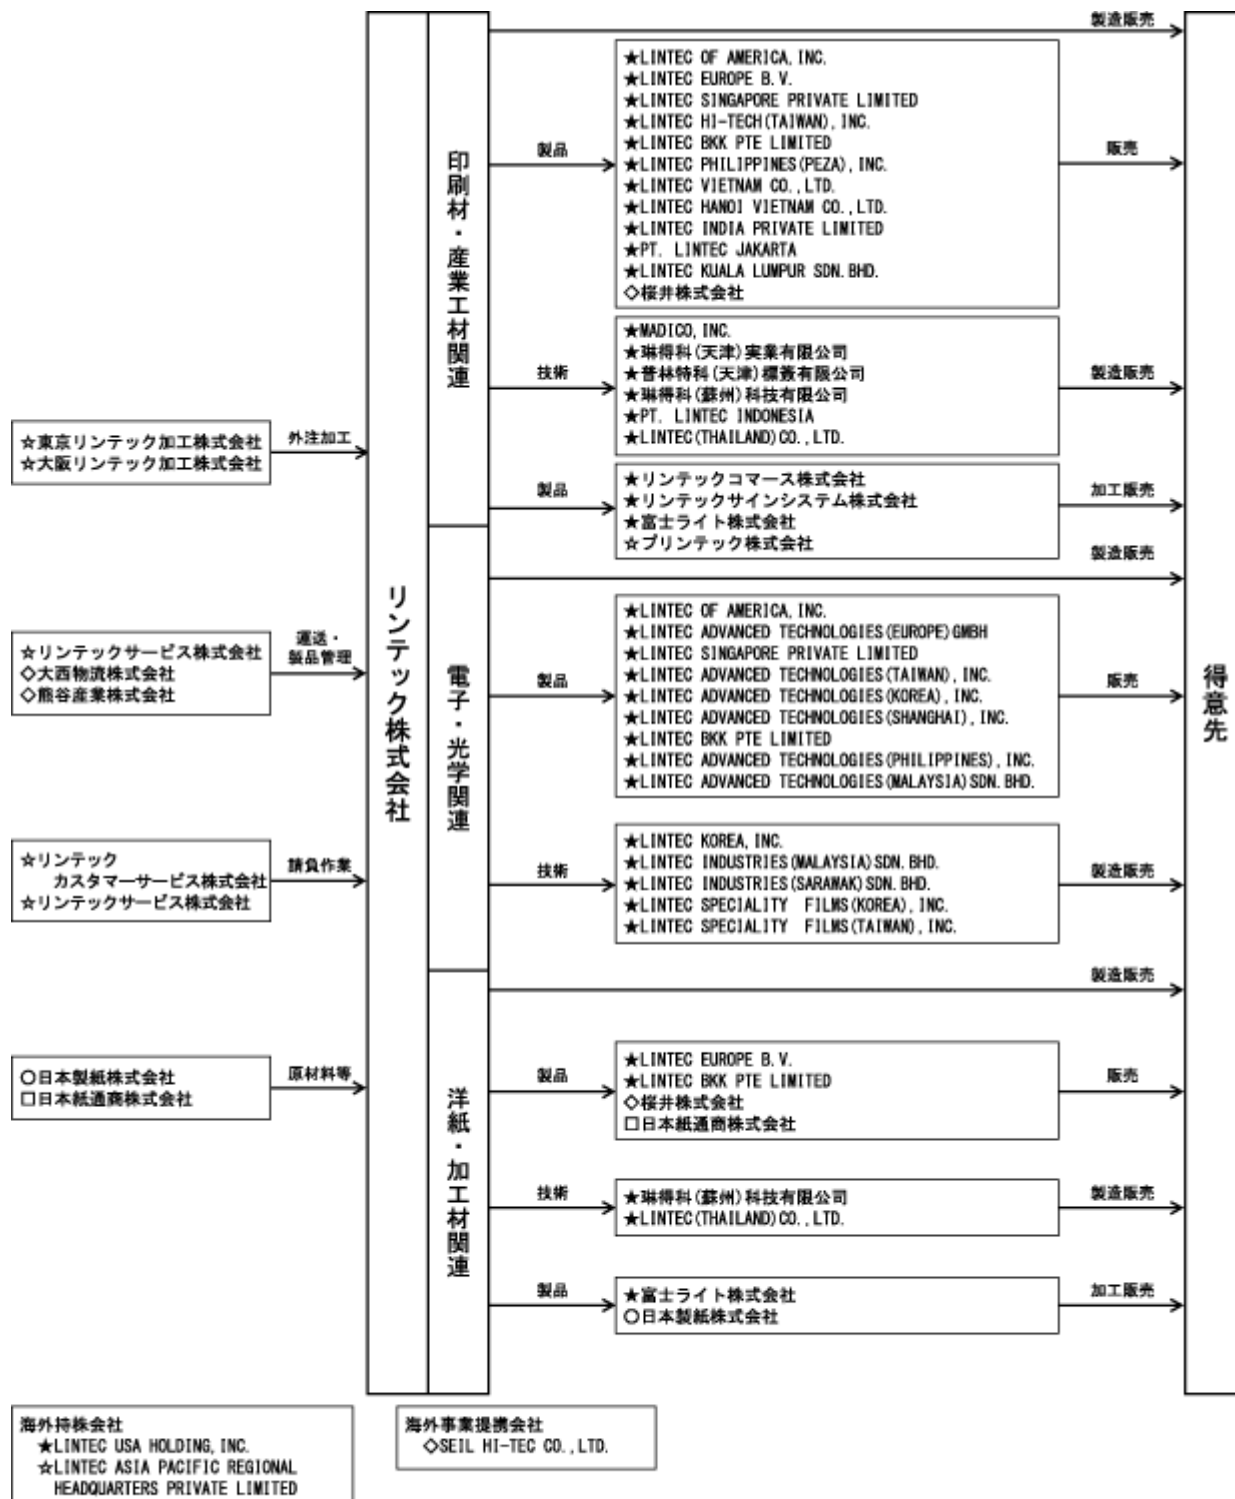 ☆東京リンテック加工株式会社
☆大阪リンテック加工株式会社
外注加工
☆リンテックサービス株式会社
◇大西物流株式会社
◇熊谷産業株式会社
運送・
製品管理
☆リンテック
カスタマーサービス株式会社
☆リンテックサービス株式会社
請負作業
○日本製紙株式会社
□日本紙通商株式会社
原材料等
リンテック株式会社
印刷材・産業工材関連
製造販売
製品
★LINTEC OF AMERICA, INC.
★LINTEC EUROPE B.V.
★LINTEC SINGAPORE PRIVATE LIMITED
★LINTEC HI-TECH(TAIWAN), INC.
★LINTEC BKK PTE LIMITED
★LINTEC PHILIPPINES(PEZA), INC.
★LINTEC VIETNAM CO.,LTD.
★LINTEC HANOI VIETNAM CO.,LTD.
★LINTEC INDIA PRIVATE LIMITED
★PT. LINTEC JAKARTA
★LINTEC KUALA LUMPUR SDN.BHD.
◇桜井株式会社
販売
技術
★MADICO, INC.
★琳得科(天津)実業有限公司
★普林特科(天津)標簽有限公司
★琳得科(蘇州)科技有限公司
★PT. LINTEC INDONESIA
★LINTEC(THAILAND)CO.,LTD.
製造販売
製品
★リンテックコマース株式会社
★リンテックサインシステム株式会社
★富士ライト株式会社
☆プリンテック株式会社
加工販売
電子・光学関連
製造販売
製品
★LINTEC OF AMERICA, INC.
★LINTEC ADVANCED TECHNOLOGIES(EUROPE)GMBH
★LINTEC SINGAPORE PRIVATE LIMITED
★LINTEC ADVANCED TECHNOLOGIES(TAIWAN), INC.
★LINTEC ADVANCED TECHNOLOGIES(KOREA), INC.
★LINTEC ADVANCED TECHNOLOGIES(SHANGHAI), INC.
★LINTEC BKK PTE LIMITED
★LINTEC ADVANCED TECHNOLOGIES(PHILIPPINES), INC.
★LINTEC ADVANCED TECHNOLOGIES(MALAYSIA)SDN.BHD.
販売
技術
★LINTEC KOREA, INC.
★LINTEC INDUSTRIES(MALAYSIA)SDN.BHD.
★LINTEC INDUSTRIES(SARAWAK)SDN.BHD.
★LINTEC SPECIALITY FILMS(KOREA), INC.
★LINTEC SPECIALITY FILMS(TAIWAN), INC.
製造販売
洋紙・加工材関連
製造販売
製品
★LINTEC EUROPE B.V.
★LINTEC BKK PTE LIMITED
◇桜井株式会社
□日本紙通商株式会社
販売
技術
★琳得科(蘇州)科技有限公司
★LINTEC(THAILAND)CO.,LTD.
製造販売
製品
★富士ライト株式会社
○日本製紙株式会社
加工販売
得意先
海外持株会社
★LINTEC USA HOLDING, INC.
☆LINTEC ASIA PACIFIC REGIONAL
HEADQUARTERS PRIVATE LIMITED
海外事業提携会社
◇SEIL HI-TEC CO.,LTD.